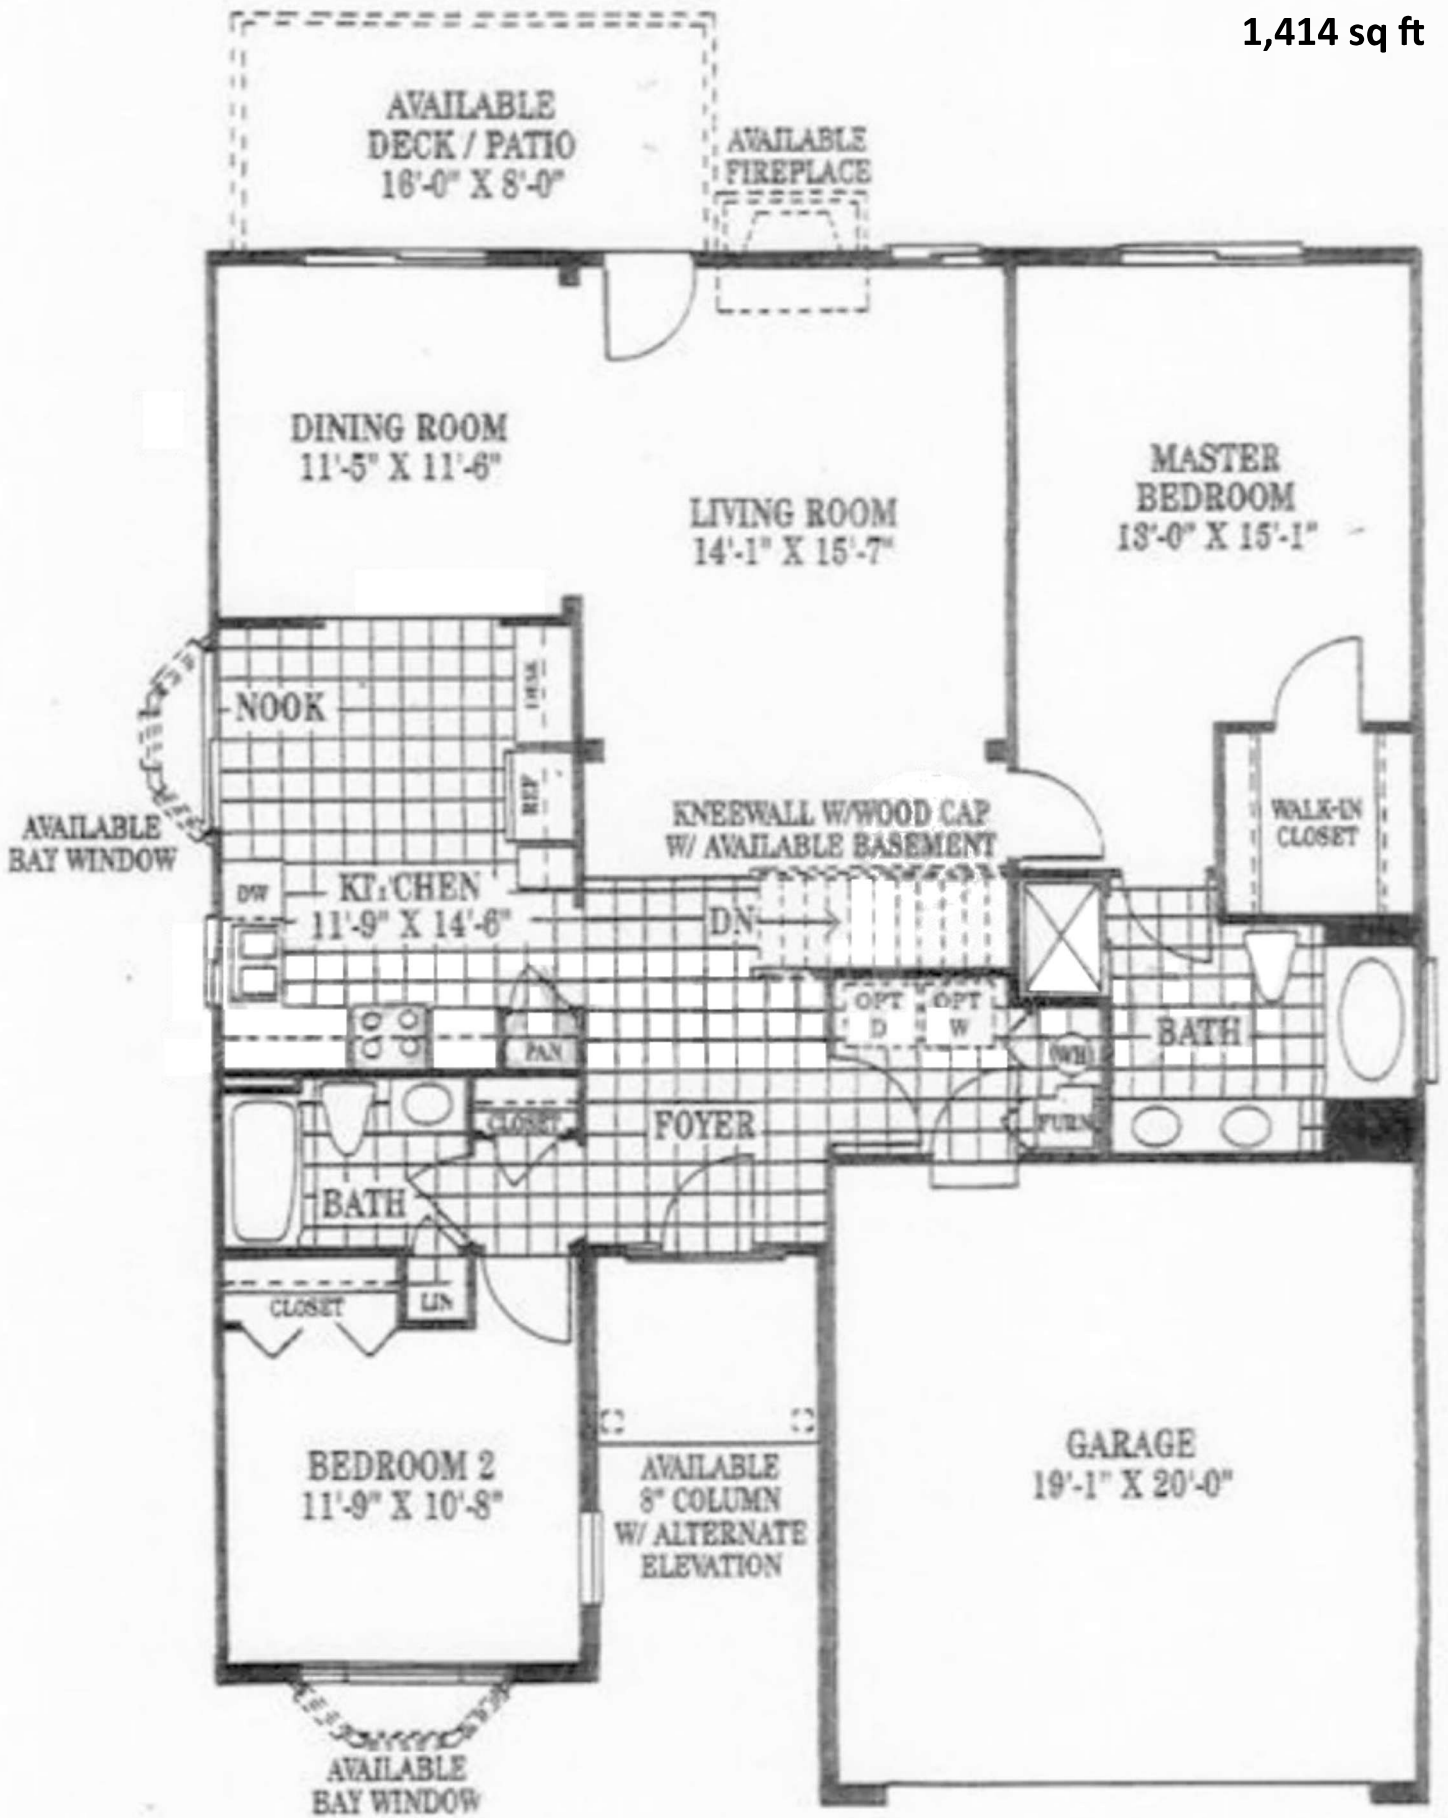 1,414 sq ft
AVAILABLE
DECK / PATIO
16'-0" X 8'-0"
AVAILABLE
FIREPLACE
DINING ROOM
11'-5" X 11'-6"
LIVING ROOM
14'-1" X 15'-7"
MASTER
BEDROOM
13'-0" X 15'-1"
NOOK
DESK
REF
AVAILABLE
BAY WINDOW
KNEEWALL W/WOOD CAP
W/ AVAILABLE BASEMENT
WALK-IN
CLOSET
DW
KITCHEN
11'-9" X 14'-6"
DN
OPT
D
OPT
W
PAN
(WH)
BATH
CLOSET
FOYER
FURN
BATH
CLOSET
LIN
BEDROOM 2
11'-9" X 10'-8"
AVAILABLE
8" COLUMN
W/ ALTERNATE
ELEVATION
GARAGE
19'-1" X 20'-0"
AVAILABLE
BAY WINDOW